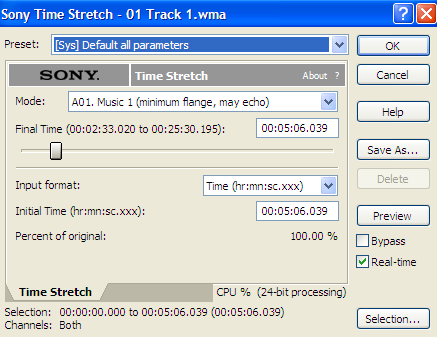 Sony Time Stretch - 01 Track 1.wma
Preset: [Sys] Default all parameters
OK
SONY. Time Stretch About ?
Cancel
Mode: A01. Music 1 (minimum flange, may echo)
Help
Final Time (00:02:33.020 to 00:25:30.195): 00:05:06.039
Save As...
Delete
Input format: Time (hr:mn:sc.xxx)
Initial Time (hr:mn:sc.xxx): 00:05:06.039
Preview
Percent of original: 100.00 %
Bypass
Real-time
Time Stretch CPU % (24-bit processing)
Selection: 00:00:00.000 to 00:05:06.039 (00:05:06.039)
Channels: Both
Selection...